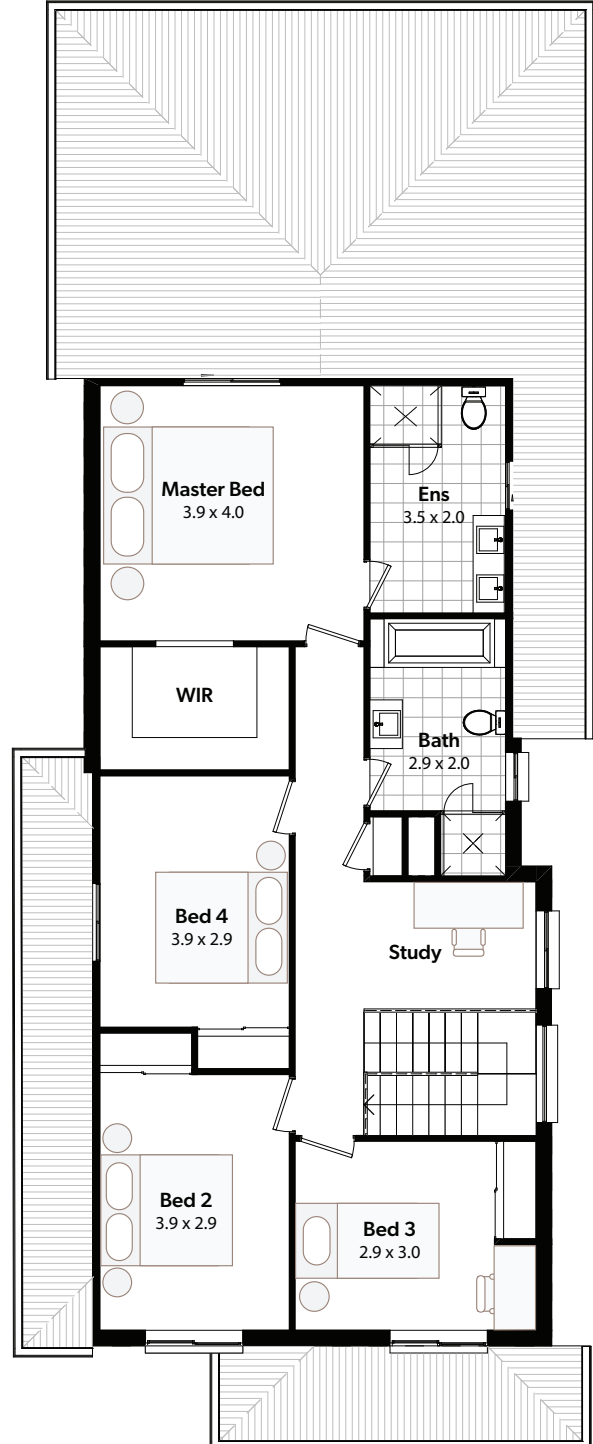 Master Bed
3.9 x 4.0
Ens
3.5 x 2.0
WIR
Bath
2.9 x 2.0
Bed 4
3.9 x 2.9
Study
Bed 2
3.9 x 2.9
Bed 3
2.9 x 3.0